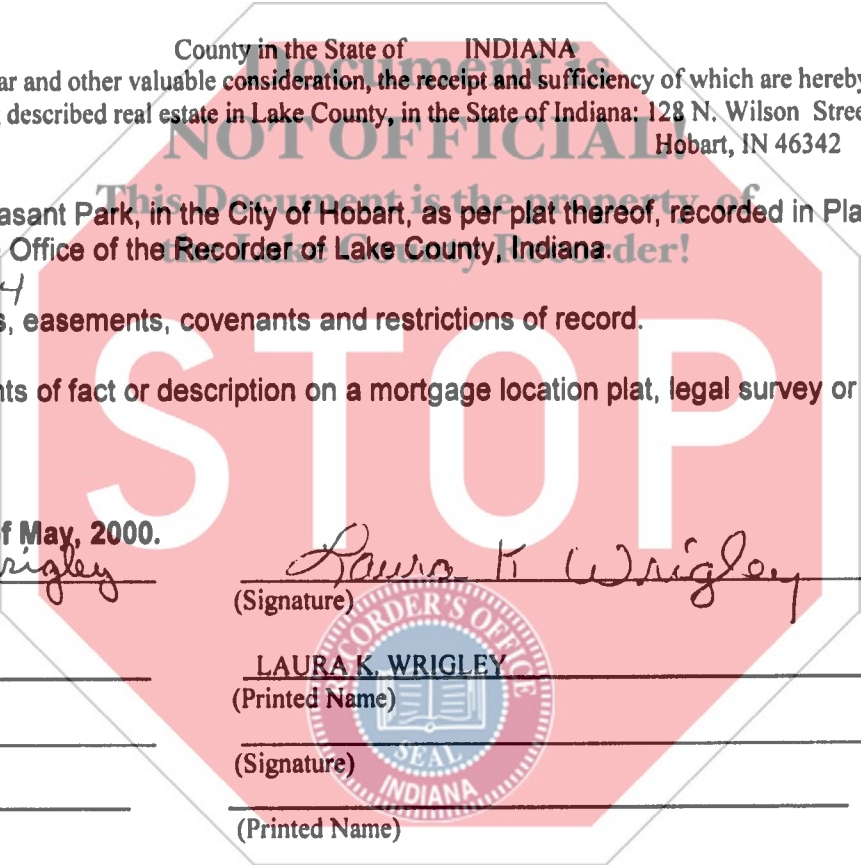 Document is
County in the State of INDIANA
ar and other valuable consideration, the receipt and sufficiency of which are hereby
described real estate in Lake County, in the State of Indiana: 128 N. Wilson Stree
NOT OFFICIAL!
Hobart, IN 46342
This Document is the property of
asant Park, in the City of Hobart, as per plat thereof, recorded in Pla
the Lake County Recorder!
Office of the Recorder of Lake County, Indiana.
4
s, easements, covenants and restrictions of record.
STOP
nts of fact or description on a mortgage location plat, legal survey or
f May, 2000.
rigley Laura K Wrigley
(Signature)
RECORDER'S OFFICE
LAURA K. WRIGLEY
(Printed Name)
(Signature)
SEAL
INDIANA
(Printed Name)